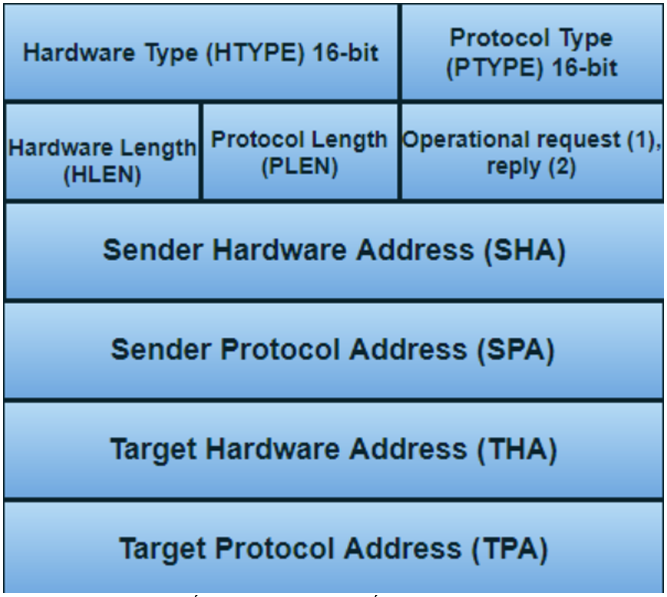 Hardware Type (HTYPE) 16-bit
Protocol Type
(PTYPE) 16-bit
Hardware Length
(HLEN)
Protocol Length
(PLEN)
Operational request (1),
reply (2)
Sender Hardware Address (SHA)
Sender Protocol Address (SPA)
Target Hardware Address (THA)
Target Protocol Address (TPA)